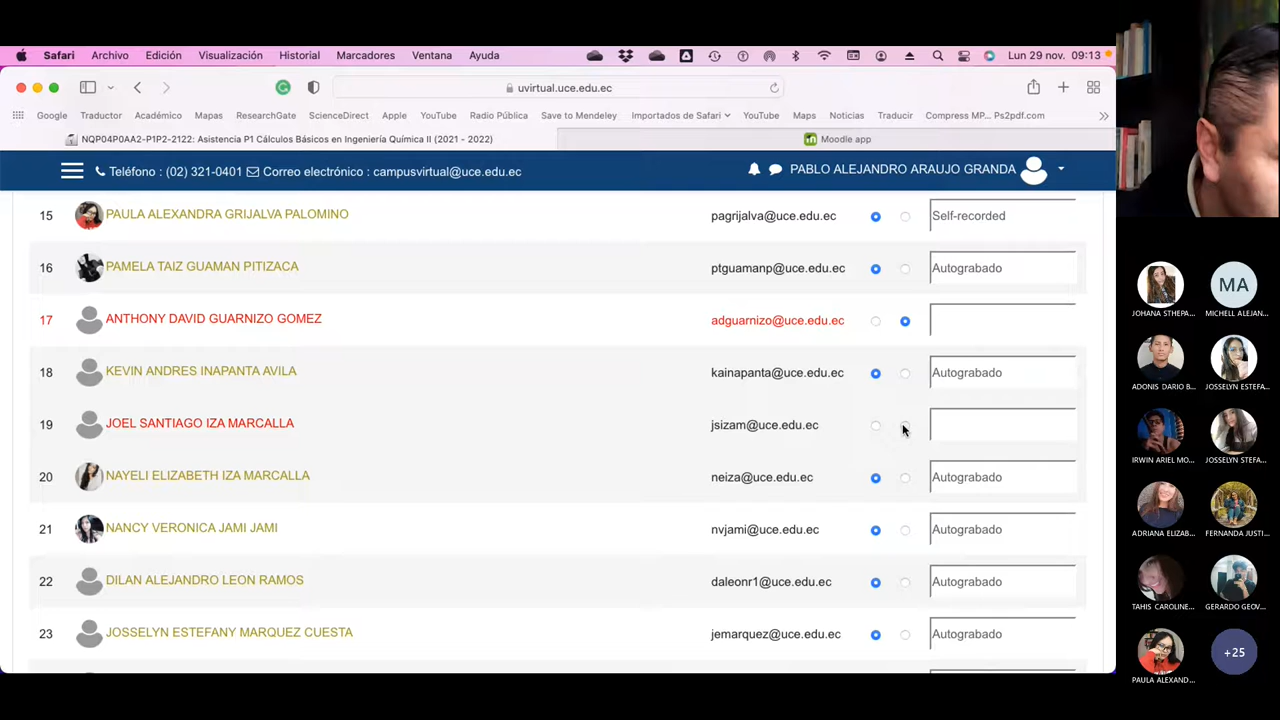 Safari Archivo Edición Visualización Historial Marcadores Ventana Ayuda Lun 29 nov. 09:13
uvirtual.uce.edu.ec
Google Traductor Académico Mapas ResearchGate ScienceDirect Apple YouTube Radio Pública Save to Mendeley Importados de Safari YouTube Maps Noticias Traducir Compress MP... Ps2pdf.com
NQP04P0AA2-P1P2-2122: Asistencia P1 Cálculos Básicos en Ingeniería Química II (2021 - 2022) Moodle app
Teléfono : (02) 321-0401 Correo electrónico : campusvirtual@uce.edu.ec PABLO ALEJANDRO ARAUJO GRANDA
15 PAULA ALEXANDRA GRIJALVA PALOMINO pagrijalva@uce.edu.ec Self-recorded
16 PAMELA TAIZ GUAMAN PITIZACA ptguamanp@uce.edu.ec Autograbado
17 ANTHONY DAVID GUARNIZO GOMEZ adguarnizo@uce.edu.ec
18 KEVIN ANDRES INAPANTA AVILA kainapanta@uce.edu.ec Autograbado
19 JOEL SANTIAGO IZA MARCALLA jsizam@uce.edu.ec
20 NAYELI ELIZABETH IZA MARCALLA neiza@uce.edu.ec Autograbado
21 NANCY VERONICA JAMI JAMI nvjami@uce.edu.ec Autograbado
22 DILAN ALEJANDRO LEON RAMOS daleonr1@uce.edu.ec Autograbado
23 JOSSELYN ESTEFANY MARQUEZ CUESTA jemarquez@uce.edu.ec Autograbado
MA
JOHANA STHEPA... MICHELL ALEJAN...
ADONIS DARIO B... JOSSELYN ESTEFA...
IRWIN ARIEL MO... JOSSELYN STEFA...
ADRIANA ELIZAB... FERNANDA JUSTI...
TAHIS CAROLINE... GERARDO GEOV...
+25
PAULA ALEXAND...